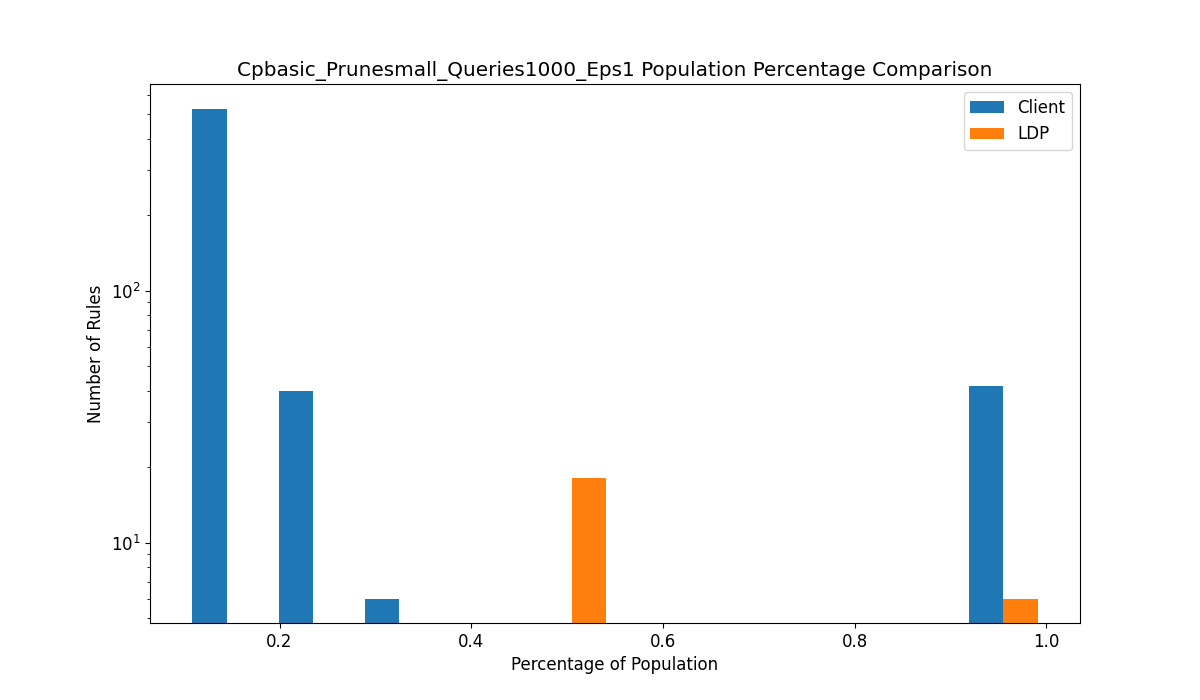 Cpbasic_Prunesmall_Queries1000_Eps1 Population Percentage Comparison
Client
LDP
Number of Rules
10²
10¹
0.2 0.4 0.6 0.8 1.0
Percentage of Population